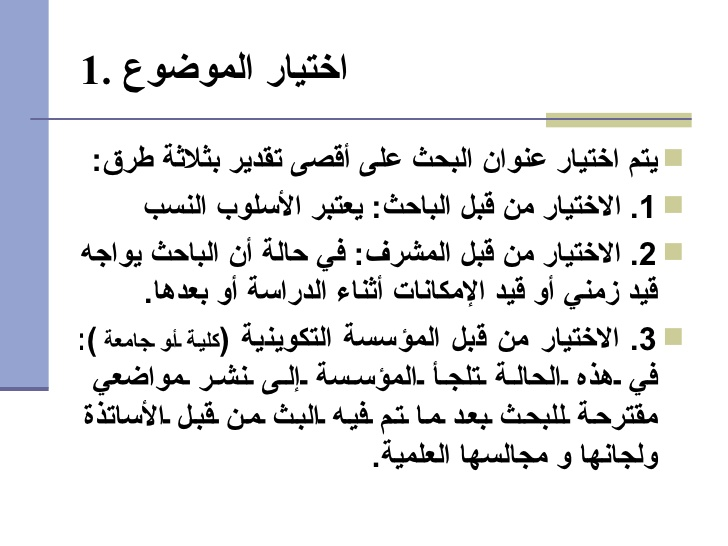 1. اختيار الموضوع
يتم اختيار عنوان البحث على أقصى تقدير بثلاثة طرق:
1. الاختيار من قبل الباحث: يعتبر الأسلوب النسب
2. الاختيار من قبل المشرف: في حالة أن الباحث يواجه
قيد زمني أو قيد الإمكانات أثناء الدراسة أو بعدها.
3. الاختيار من قبل المؤسسة التكوينية (كلية أو جامعة ):
في هذه الحالة تلجأ المؤسسة إلى نشر مواضعي
مقترحة للبحث بعد ما تم فيه البث من قبل الأساتذة
ولجانها و مجالسها العلمية.